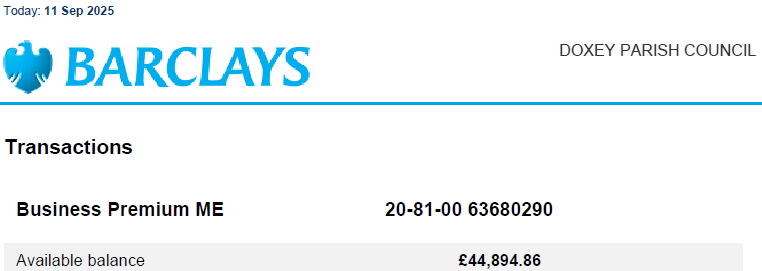 Today: 11 Sep 2025
BARCLAYS
DOXEY PARISH COUNCIL
Transactions
Business Premium ME 20-81-00 63680290
Available balance £44,894.86